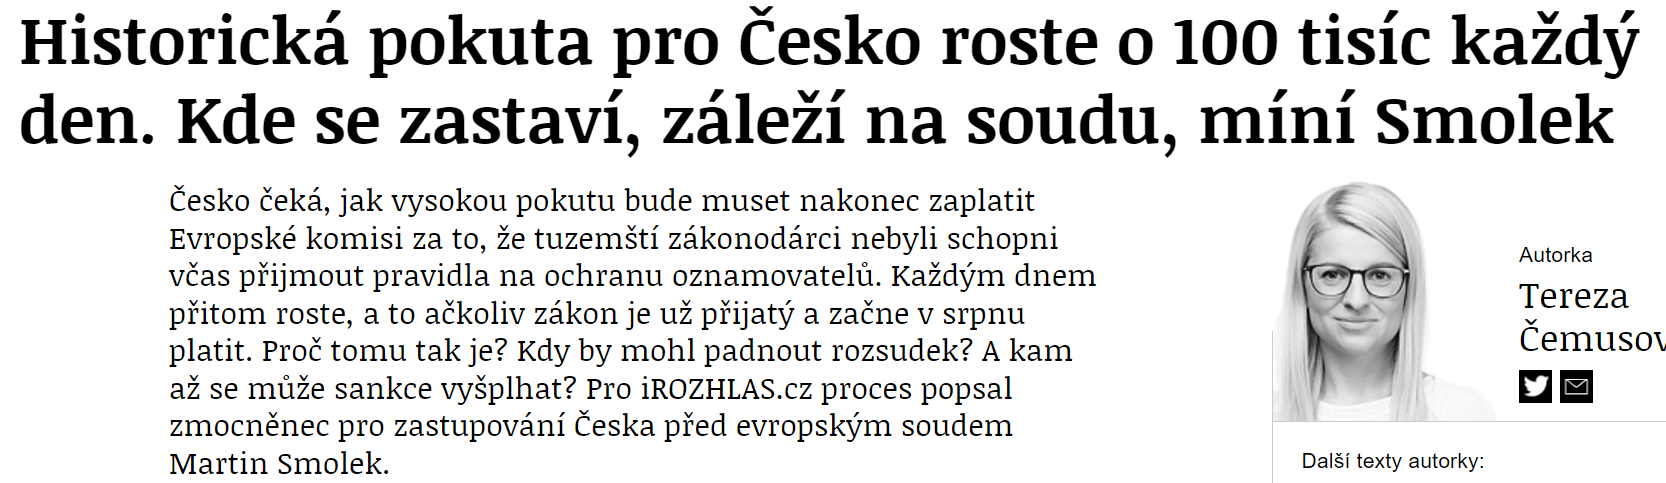 Historická pokuta pro Česko roste o 100 tisíc každý
den. Kde se zastaví, záleží na soudu, míní Smolek
Česko čeká, jak vysokou pokutu bude muset nakonec zaplatit
Evropské komisi za to, že tuzemští zákonodárci nebyli schopni
včas přijmout pravidla na ochranu oznamovatelů. Každým dnem
přitom roste, a to ačkoliv zákon je už přijatý a začne v srpnu
platit. Proč tomu tak je? Kdy by mohl padnout rozsudek? A kam
až se může sankce vyšplhat? Pro iROZHLAS.cz proces popsal
zmocněnec pro zastupování Česka před evropským soudem
Martin Smolek.
Autorka
Tereza
Další texty autorky: